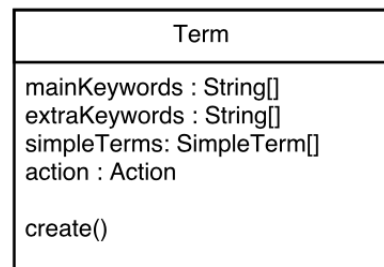 Term
mainKeywords : String[]
extraKeywords : String[]
simpleTerms: SimpleTerm[]
action : Action
create()